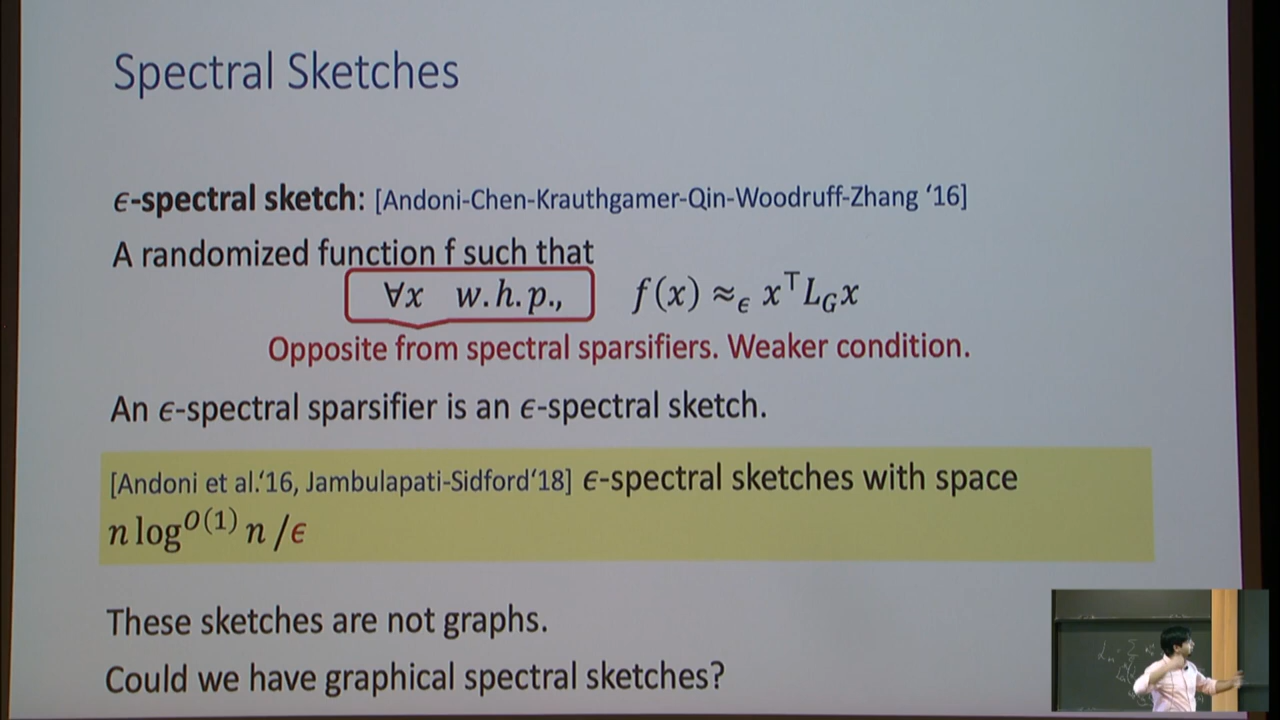 Spectral Sketches
ϵ-spectral sketch: [Andoni-Chen-Krauthgamer-Qin-Woodruff-Zhang ‘16]
A randomized function f such that
∀x w.h.p., f(x) ≈ϵ x⊤LGx
Opposite from spectral sparsifiers. Weaker condition.
An ϵ-spectral sparsifier is an ϵ-spectral sketch.
[Andoni et al.‘16, Jambulapati-Sidford‘18] ϵ-spectral sketches with space
n log^O(1) n /ϵ
These sketches are not graphs.
Could we have graphical spectral sketches?